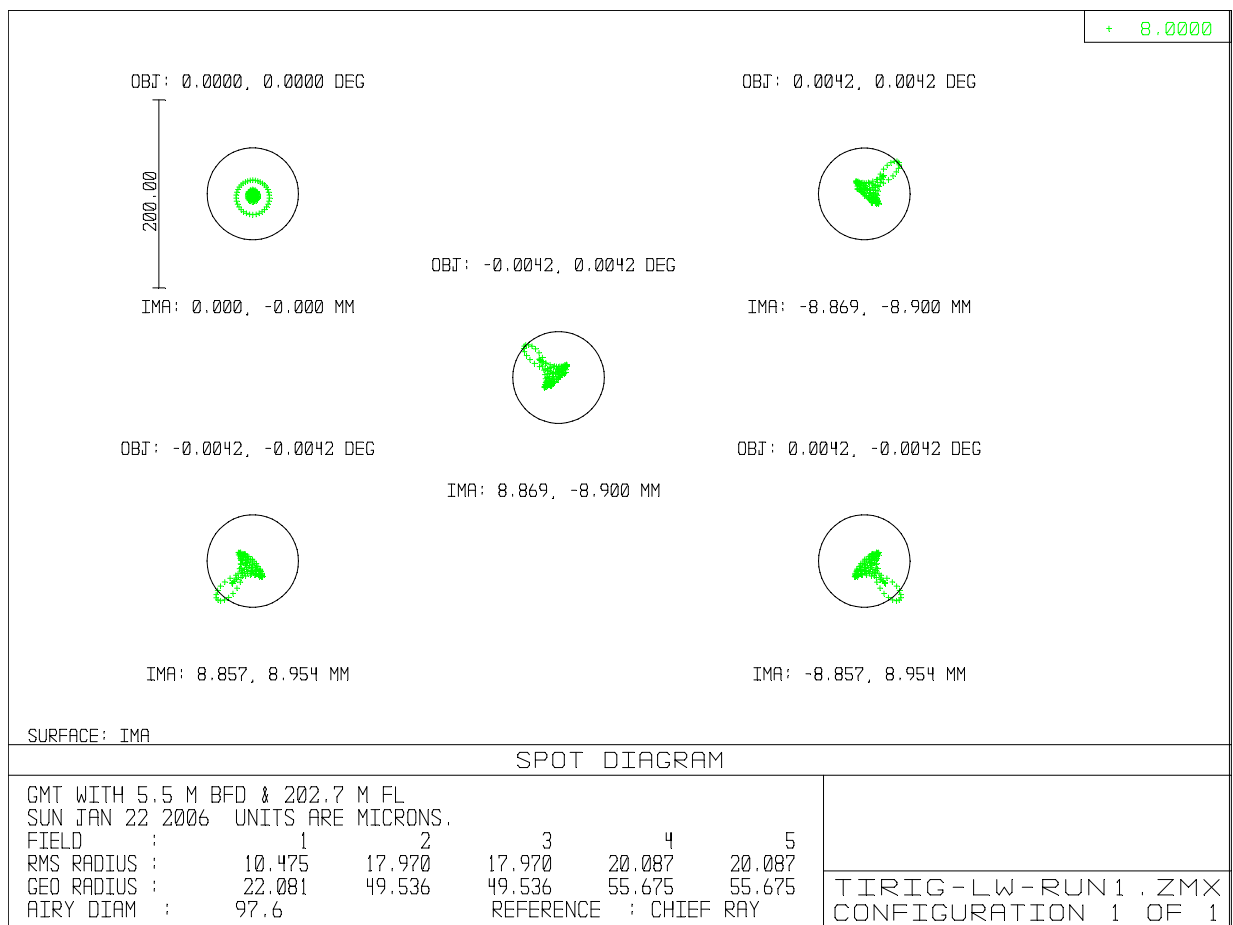 + 8.0000
OBJ: 0.0000, 0.0000 DEG
OBJ: 0.0042, 0.0042 DEG
200.00
OBJ: -0.0042, 0.0042 DEG
IMA: 0.000, -0.000 MM
IMA: -8.869, -8.900 MM
OBJ: -0.0042, -0.0042 DEG
OBJ: 0.0042, -0.0042 DEG
IMA: 8.869, -8.900 MM
IMA: 8.857, 8.954 MM
IMA: -8.857, 8.954 MM
SURFACE: IMA
SPOT DIAGRAM
GMT WITH 5.5 M BFD & 202.7 M FL
SUN JAN 22 2006 UNITS ARE MICRONS.
FIELD : 1 2 3 4 5
RMS RADIUS : 10.475 17.970 17.970 20.087 20.087
GEO RADIUS : 22.081 49.536 49.536 55.675 55.675
AIRY DIAM : 97.6 REFERENCE : CHIEF RAY
TIRIG-LW-RUN1.ZMX
CONFIGURATION 1 OF 1